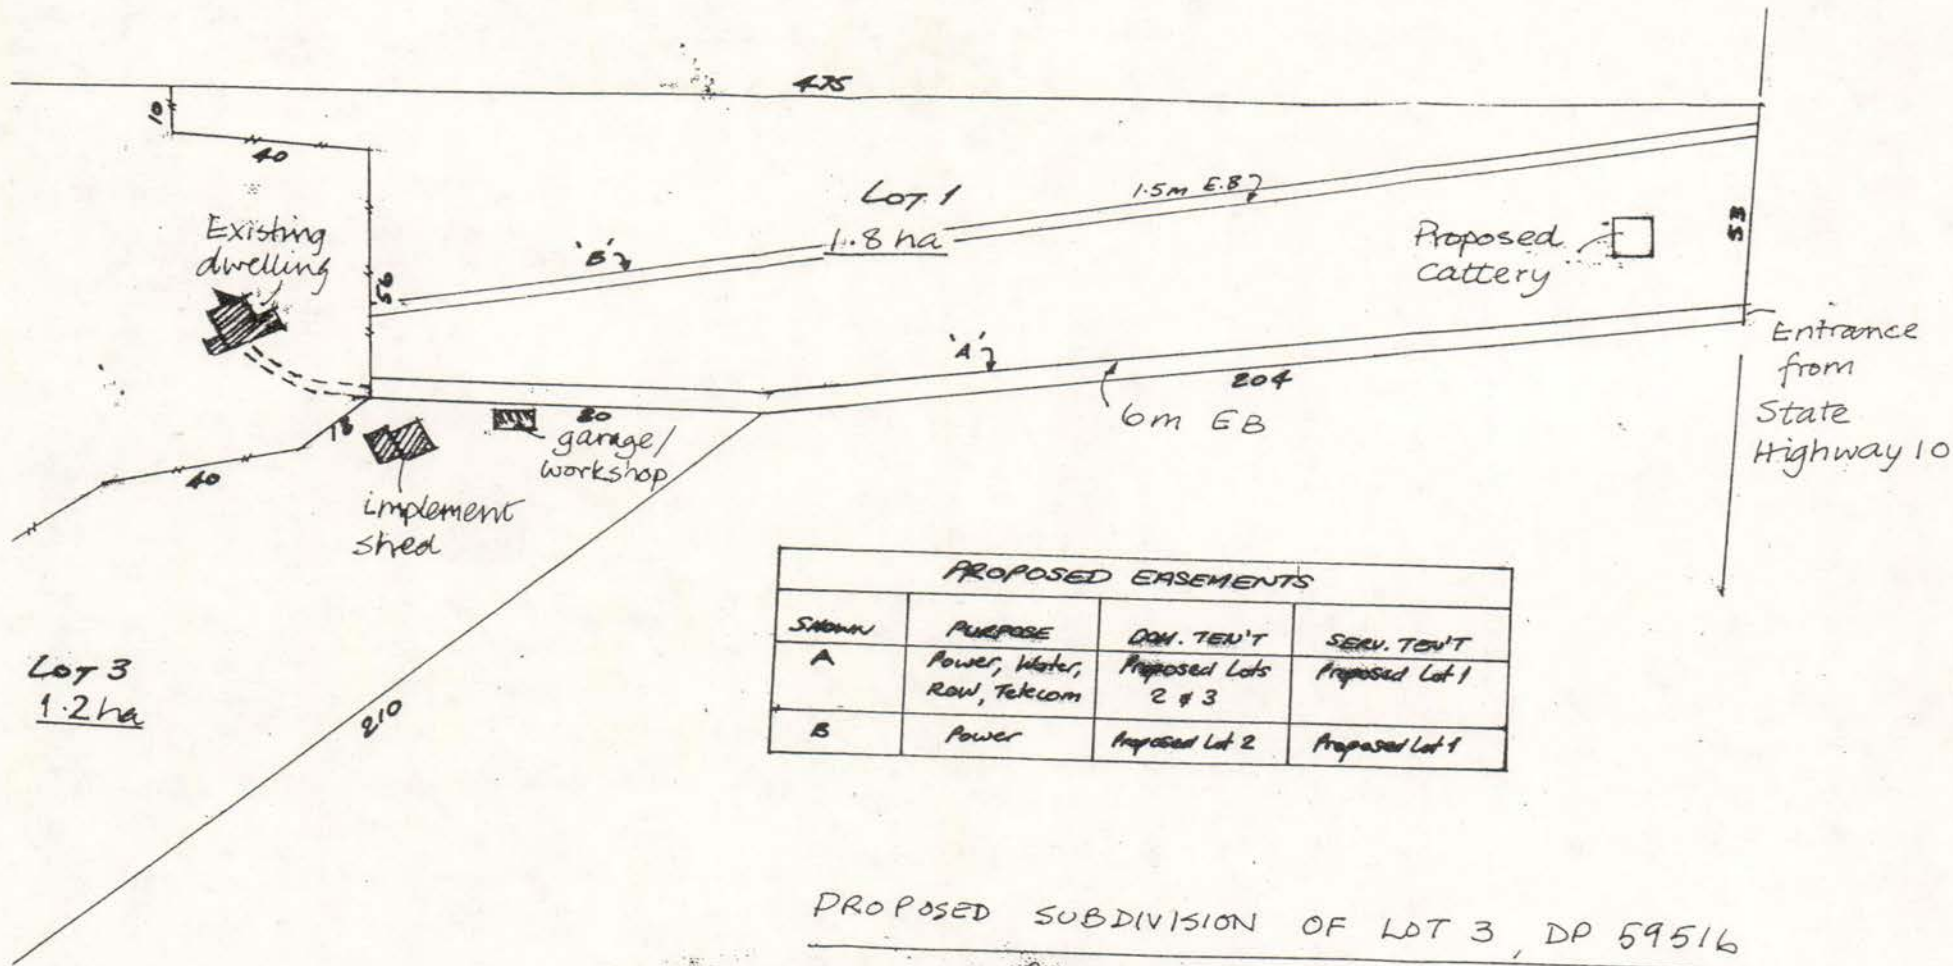 475
10
40
Lot 1
1.8 ha
1.5m E.B
'B'
Existing
dwelling
56
Proposed
cattery
53
'A'
204
6m EB
Entrance
from
State
Highway 10
80
garage/
workshop
18
40
implement
shed
Lot 3
1.2 ha
210
PROPOSED EASEMENTS
SHOWN PURPOSE DOM. TEN'T SERV. TEN'T
A Power, Water, Row, Telecom Proposed Lots 2 & 3 Proposed Lot 1
B Power Proposed Lot 2 Proposed Lot 1
PROPOSED SUBDIVISION OF LOT 3, DP 59516